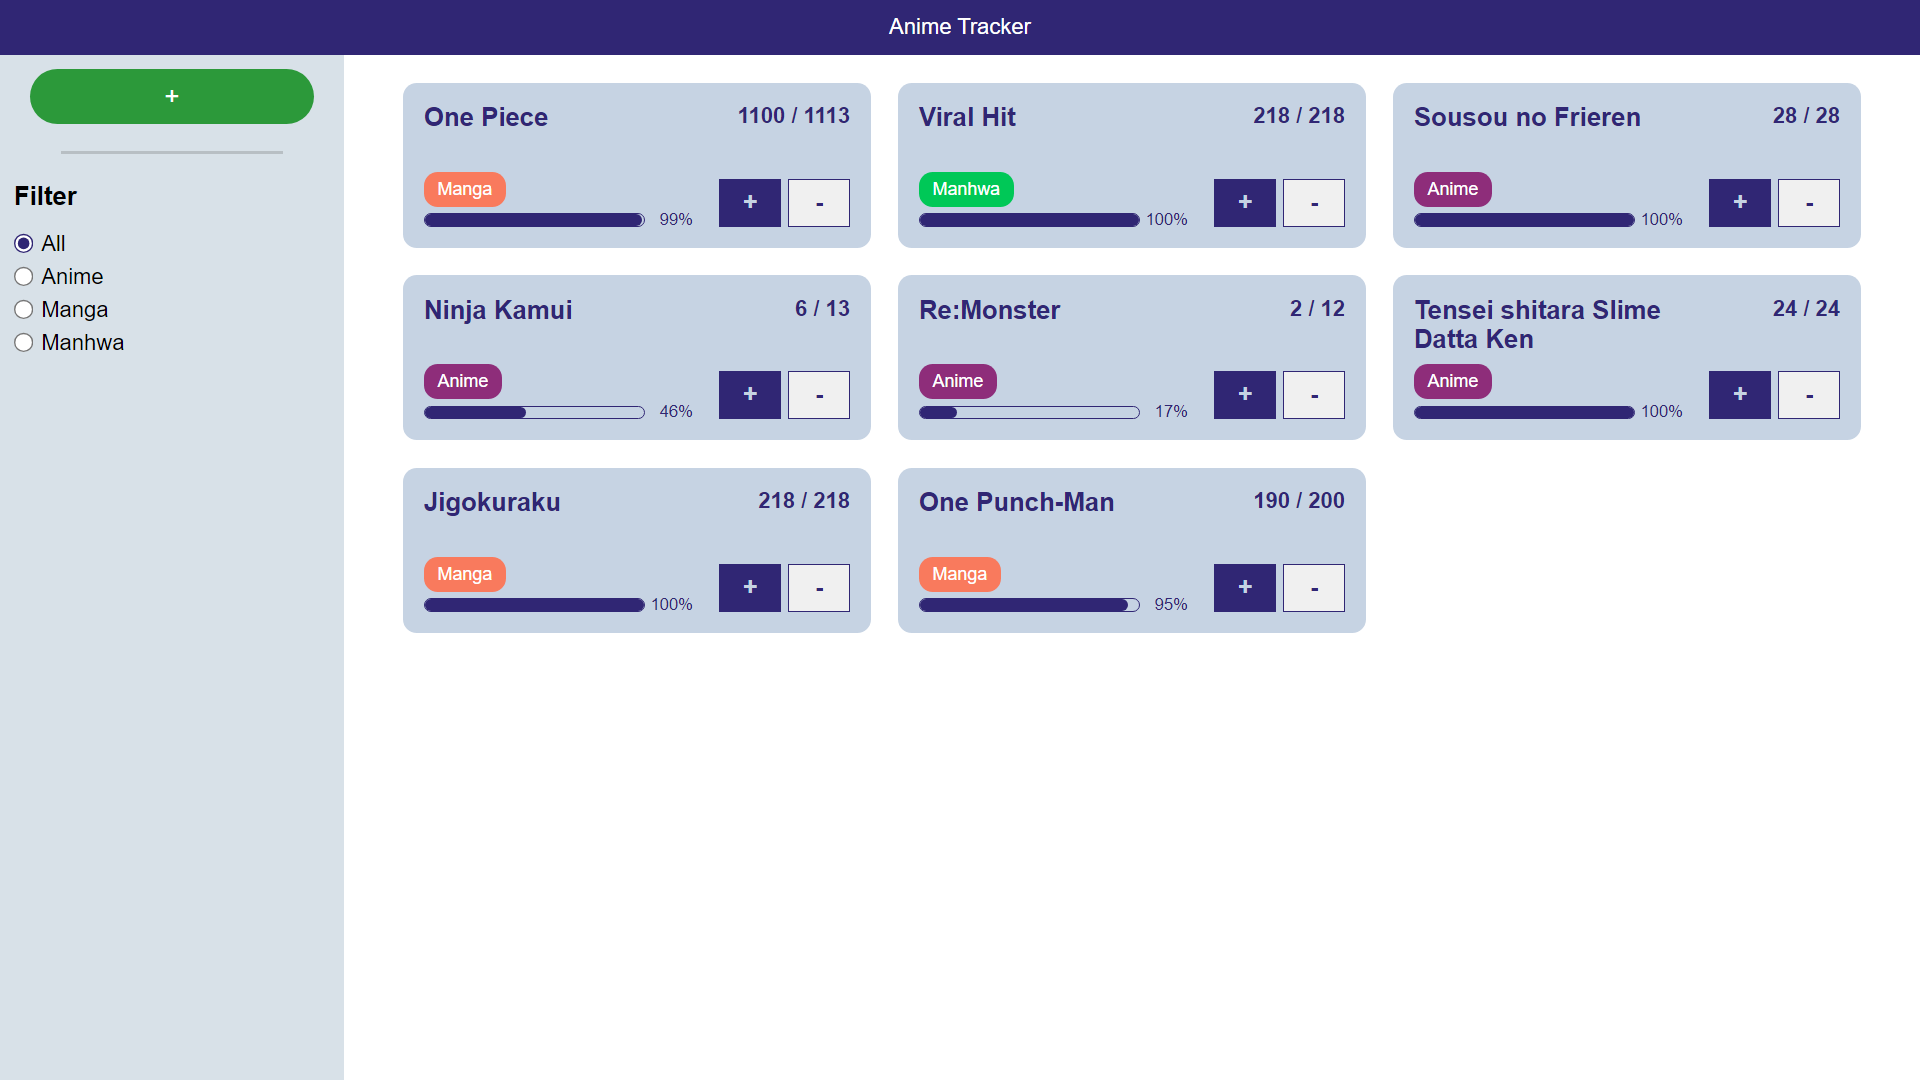 Anime Tracker
+
Filter
All
Anime
Manga
Manhwa
One Piece 1100 / 1113
Manga
99%
+ -
Viral Hit 218 / 218
Manhwa
100%
+ -
Sousou no Frieren 28 / 28
Anime
100%
+ -
Ninja Kamui 6 / 13
Anime
46%
+ -
Re:Monster 2 / 12
Anime
17%
+ -
Tensei shitara Slime 24 / 24
Datta Ken
Anime
100%
+ -
Jigokuraku 218 / 218
Manga
100%
+ -
One Punch-Man 190 / 200
Manga
95%
+ -